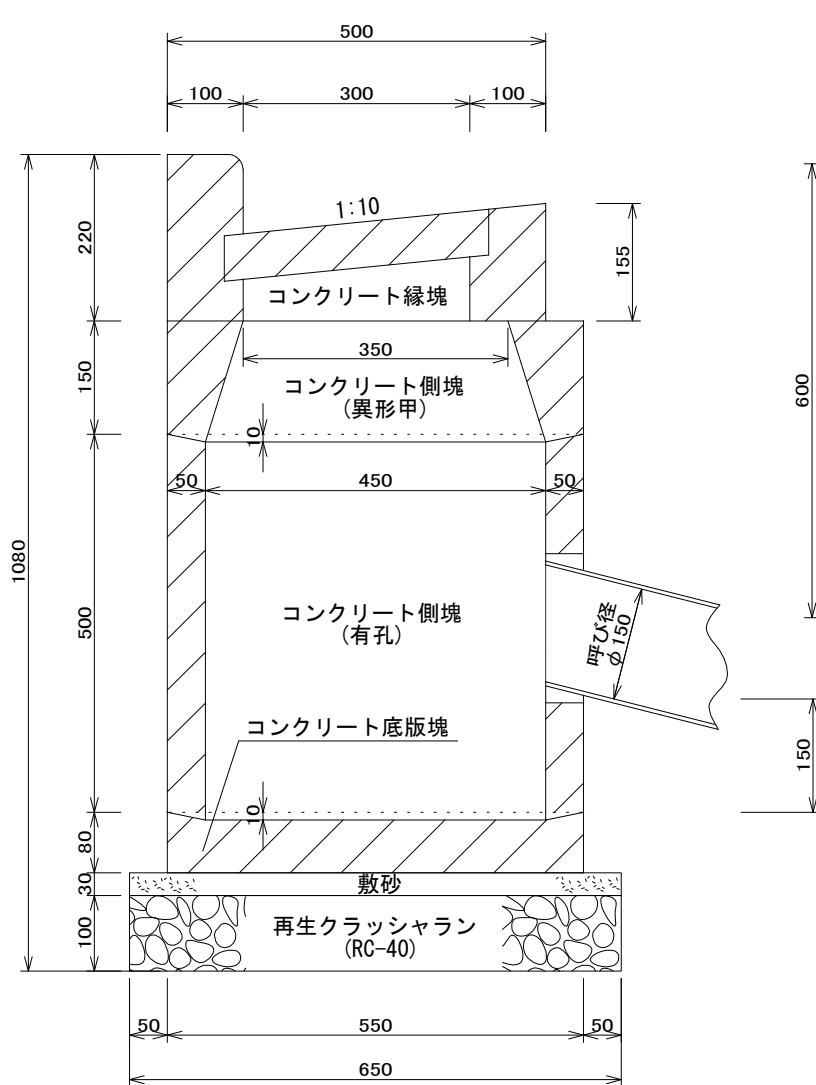 500
100
300
100
1:10
220
155
コンクリート縁塊
350
150
コンクリート側塊
(異形甲)
600
10
50
450
50
1080
500
コンクリート側塊
(有孔)
呼び径
φ150
コンクリート底版塊
150
10
80
30
敷砂
100
再生クラッシャラン
(RC-40)
50
550
50
650